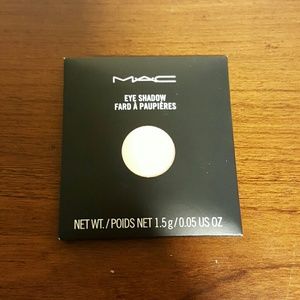 MAC
EYE SHADOW
FARD À PAUPIÈRES
NET WT. / POIDS NET 1.5 g / 0.05 US OZ